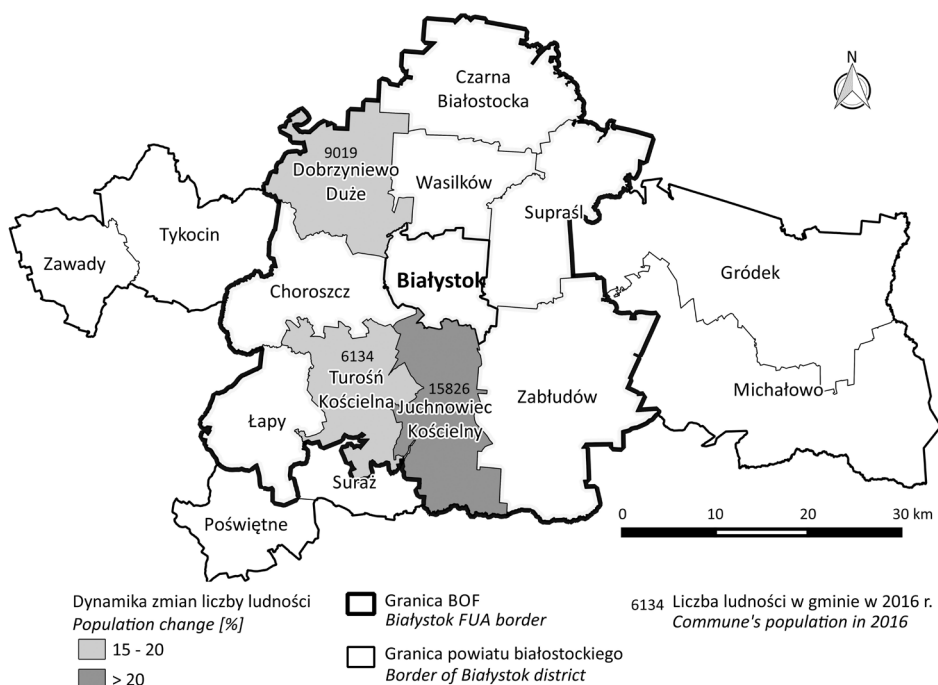 N
Czarna
Białostocka
9019
Dobrzyniewo
Duże
Wasilków
Supraśl
Tykocin
Zawady
Gródek
Białystok
Choroszcz
6134
Turośń
Kościelna
15826
Juchnowiec
Kościelny
Zabłudów
Michałowo
Łapy
Suraż
Poświętne
0 10 20 30 km
Dynamika zmian liczby ludności
Population change [%]
15 - 20
> 20
Granica BOF
Białystok FUA border
Granica powiatu białostockiego
Border of Białystok district
6134 Liczba ludności w gminie w 2016 r.
Commune's population in 2016